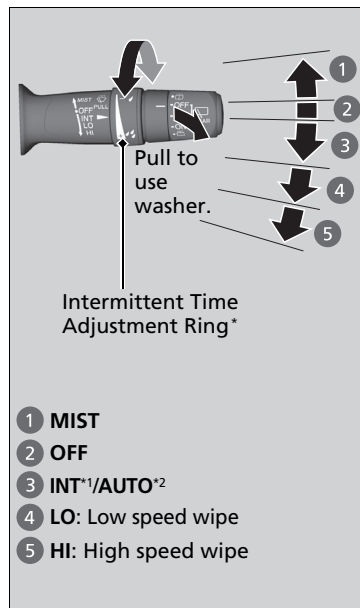 MIST
OFF PULL
INT
LO
HI
OFF
ON
1
2
3
4
5
Pull to
use
washer.
Intermittent Time
Adjustment Ring*
1 MIST
2 OFF
3 INT*1/AUTO*2
4 LO: Low speed wipe
5 HI: High speed wipe